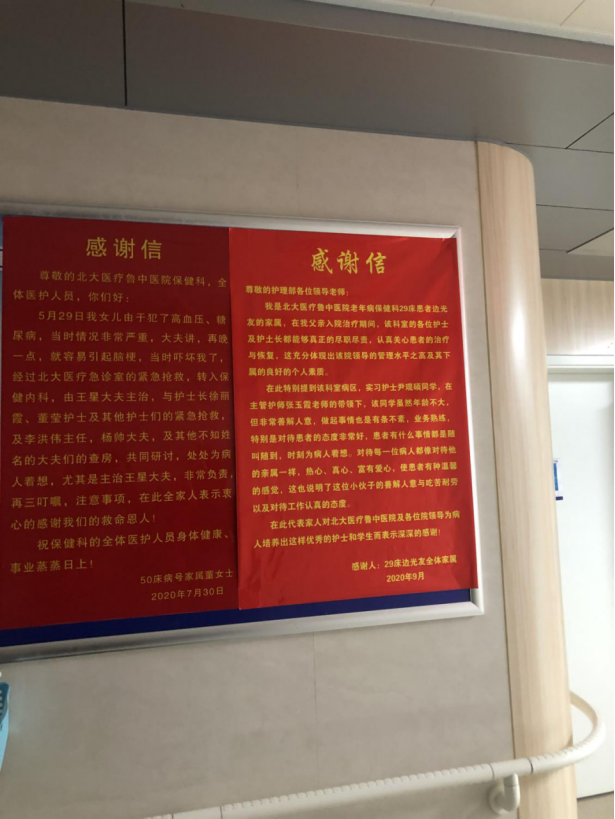 感谢信
尊敬的北大医疗鲁中医院保健科，全
体医护人员，你们好：
5月29日我女儿由于犯了高血压、糖
尿病，当时情况非常严重，大夫讲，再晚
一点，就容易引起脑梗，当时吓坏我了，
经过北大医疗急诊室的紧急抢救，转入保
健内科，由王星大夫主治，与护士长徐丽
霞、董莹护士及其他护士们的紧急抢救，
及李洪伟主任，杨帅大夫，及其他不知姓
名的大夫们的查房，共同研讨，处处为病
人着想，尤其是主治王星大夫，非常负责，
再三叮嘱，注意事项，在此全家人表示衷
心的感谢我们的救命恩人！
祝保健科的全体医护人员身体健康、
事业蒸蒸日上！
50床病号家属董女士
2020年7月30日
感谢信
尊敬的护理部各位领导老师：
我是北大医疗鲁中医院老年病保健科29床患者边光
友的家属，在我父亲入院治疗期间，该科室的各位护士
及护士长都能够真正的尽职尽责，认真关心患者的治疗
与恢复，这充分体现出该院领导的管理水平之高及其下
属的良好的个人素质。
在此特别提到该科室病区，实习护士尹琨硕同学，在
主管护师张玉霞老师的带领下，该同学虽然年龄不大，
但非常善解人意，做起事情也是有条不紊，业务熟练，
特别是对待患者的态度非常好，患者有什么事情都是随
叫随到，时刻为病人着想。对待每一位病人都像对待他
的亲属一样，热心、真心、富有爱心，使患者有种温馨
的感觉，这也说明了这位小伙子的善解人意与吃苦耐劳
以及对待工作认真的态度。
在此代表家人对北大医疗鲁中医院及各位院领导为病
人培养出这样优秀的护士和学生而表示深深的感谢！
感谢人：29床边光友全体家属
2020年9月